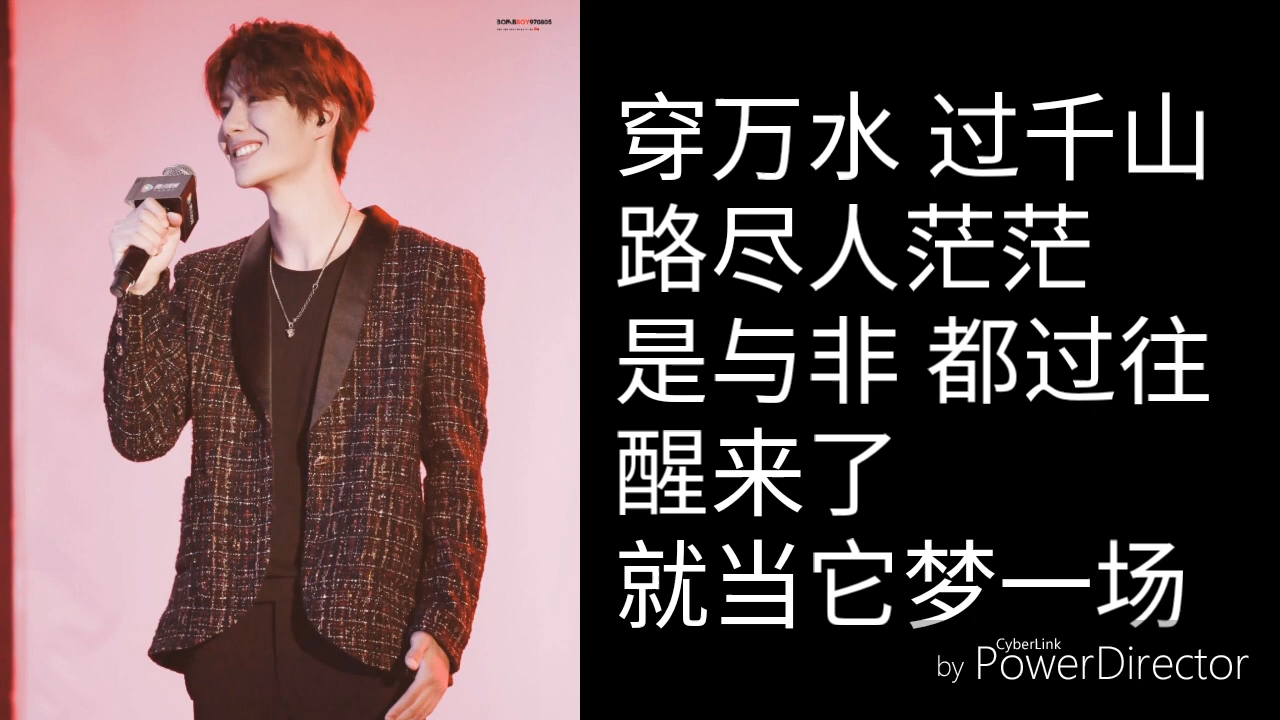 BOMBBOY970805
穿万水 过千山
路尽人茫茫
是与非 都过往
醒来了
就当它梦一场
CyberLink
by PowerDirector